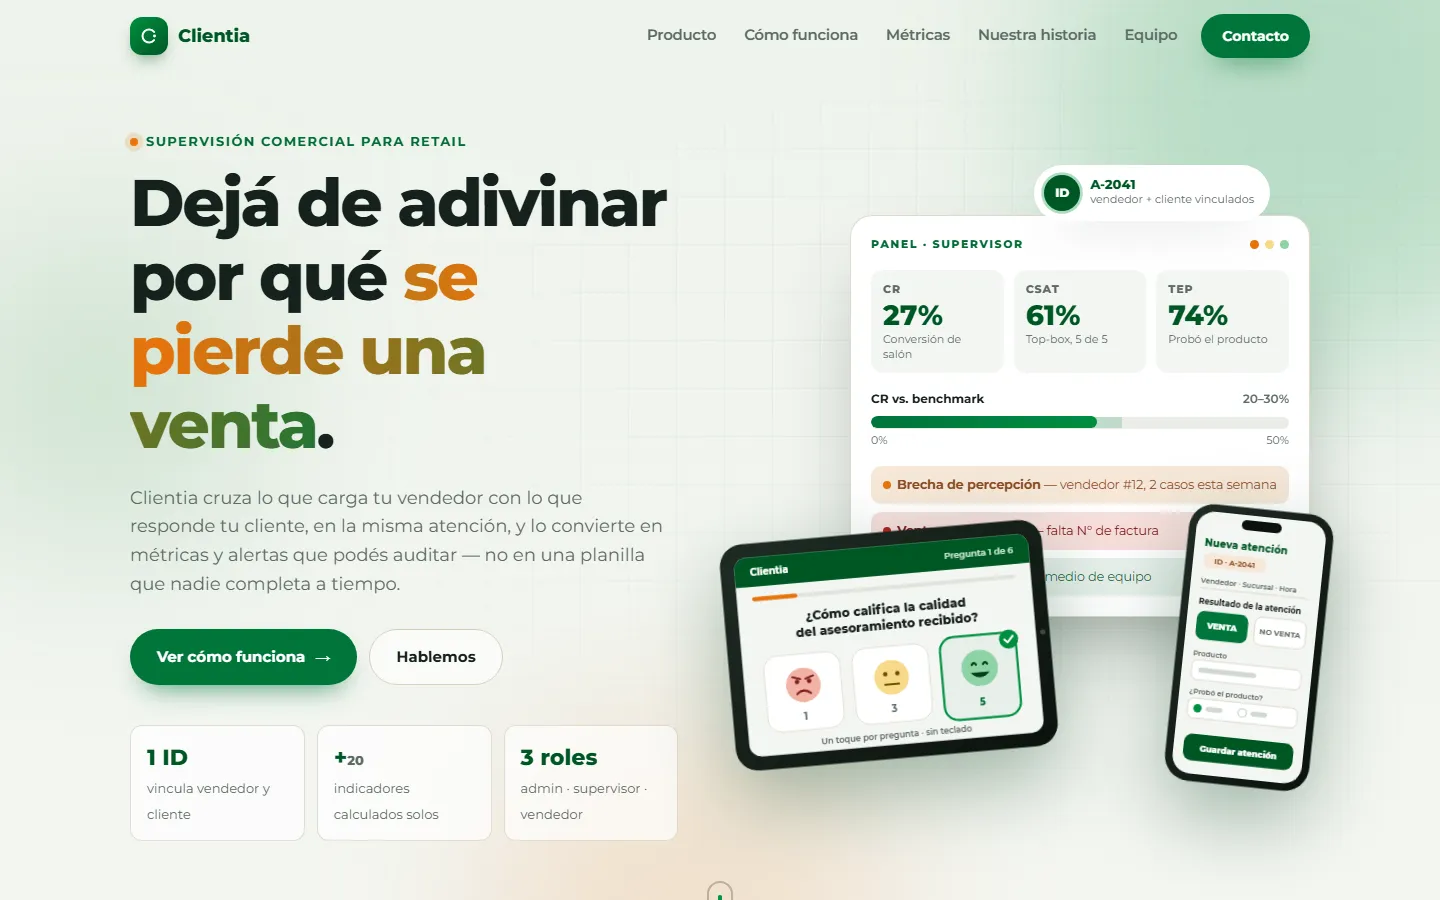 Clientia
Producto
Cómo funciona
Métricas
Nuestra historia
Equipo
Contacto
SUPERVISIÓN COMERCIAL PARA RETAIL
Dejá de adivinar
por qué se
pierde una
venta.
Clientia cruza lo que carga tu vendedor con lo que
responde tu cliente, en la misma atención, y lo convierte en
métricas y alertas que podés auditar — no en una planilla
que nadie completa a tiempo.
Ver cómo funciona →
Hablemos
1 ID
vincula vendedor y
cliente
+20
indicadores
calculados solos
3 roles
admin · supervisor ·
vendedor
ID
A-2041
vendedor + cliente vinculados
PANEL · SUPERVISOR
CR
27%
Conversión de
salón
CSAT
61%
Top-box, 5 de 5
TEP
74%
Probó el producto
CR vs. benchmark
20–30%
0%
50%
Brecha de percepción — vendedor #12, 2 casos esta semana
— falta Nº de factura
medio de equipo
Clientia
Pregunta 1 de 6
¿Cómo califica la calidad
del asesoramiento recibido?
1
3
5
Un toque por pregunta · sin teclado
Nueva atención
ID · A-2041
Vendedor · Sucursal · Hora
Resultado de la atención
VENTA
NO VENTA
Producto
¿Probó el producto?
Guardar atención